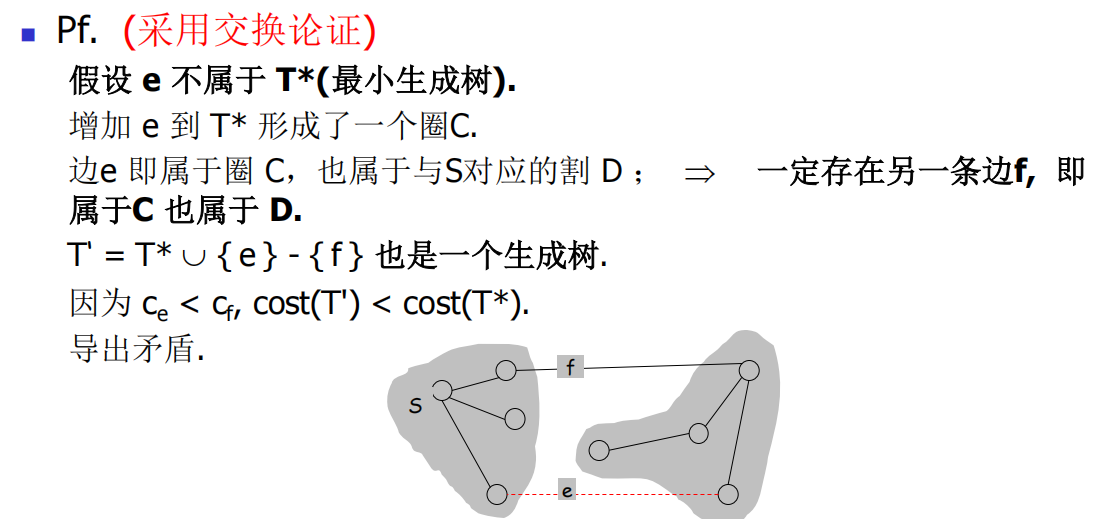 Pf. (采用交换论证)
假设 e 不属于 T*(最小生成树).
增加 e 到 T* 形成了一个圈C.
边e 即属于圈 C，也属于与S对应的割 D ； ⇒ 一定存在另一条边f, 即
属于C 也属于 D.
T' = T* ∪ { e } - { f } 也是一个生成树.
因为 cₑ < c_f, cost(T') < cost(T*).
导出矛盾.
f
S
e